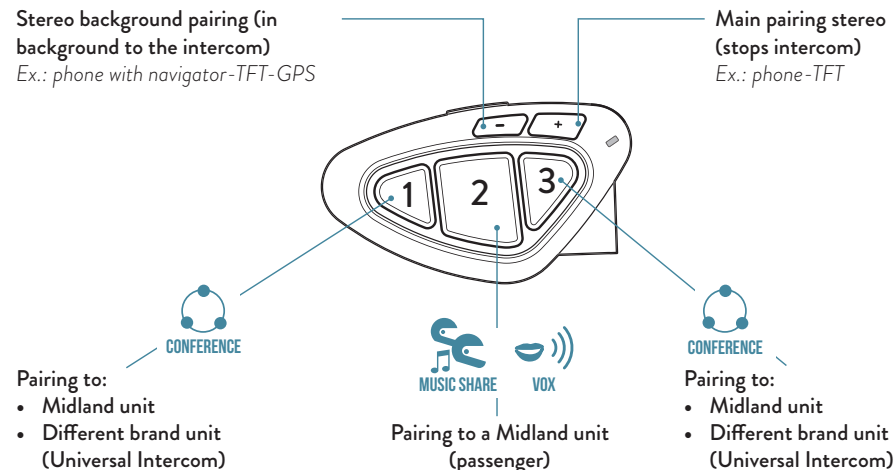 Stereo background pairing (in
background to the intercom)
Ex.: phone with navigator-TFT-GPS
Main pairing stereo
(stops intercom)
Ex.: phone-TFT
- +
1 2 3
CONFERENCE
Pairing to:
• Midland unit
• Different brand unit
(Universal Intercom)
MUSIC SHARE VOX
Pairing to a Midland unit
(passenger)
CONFERENCE
Pairing to:
• Midland unit
• Different brand unit
(Universal Intercom)